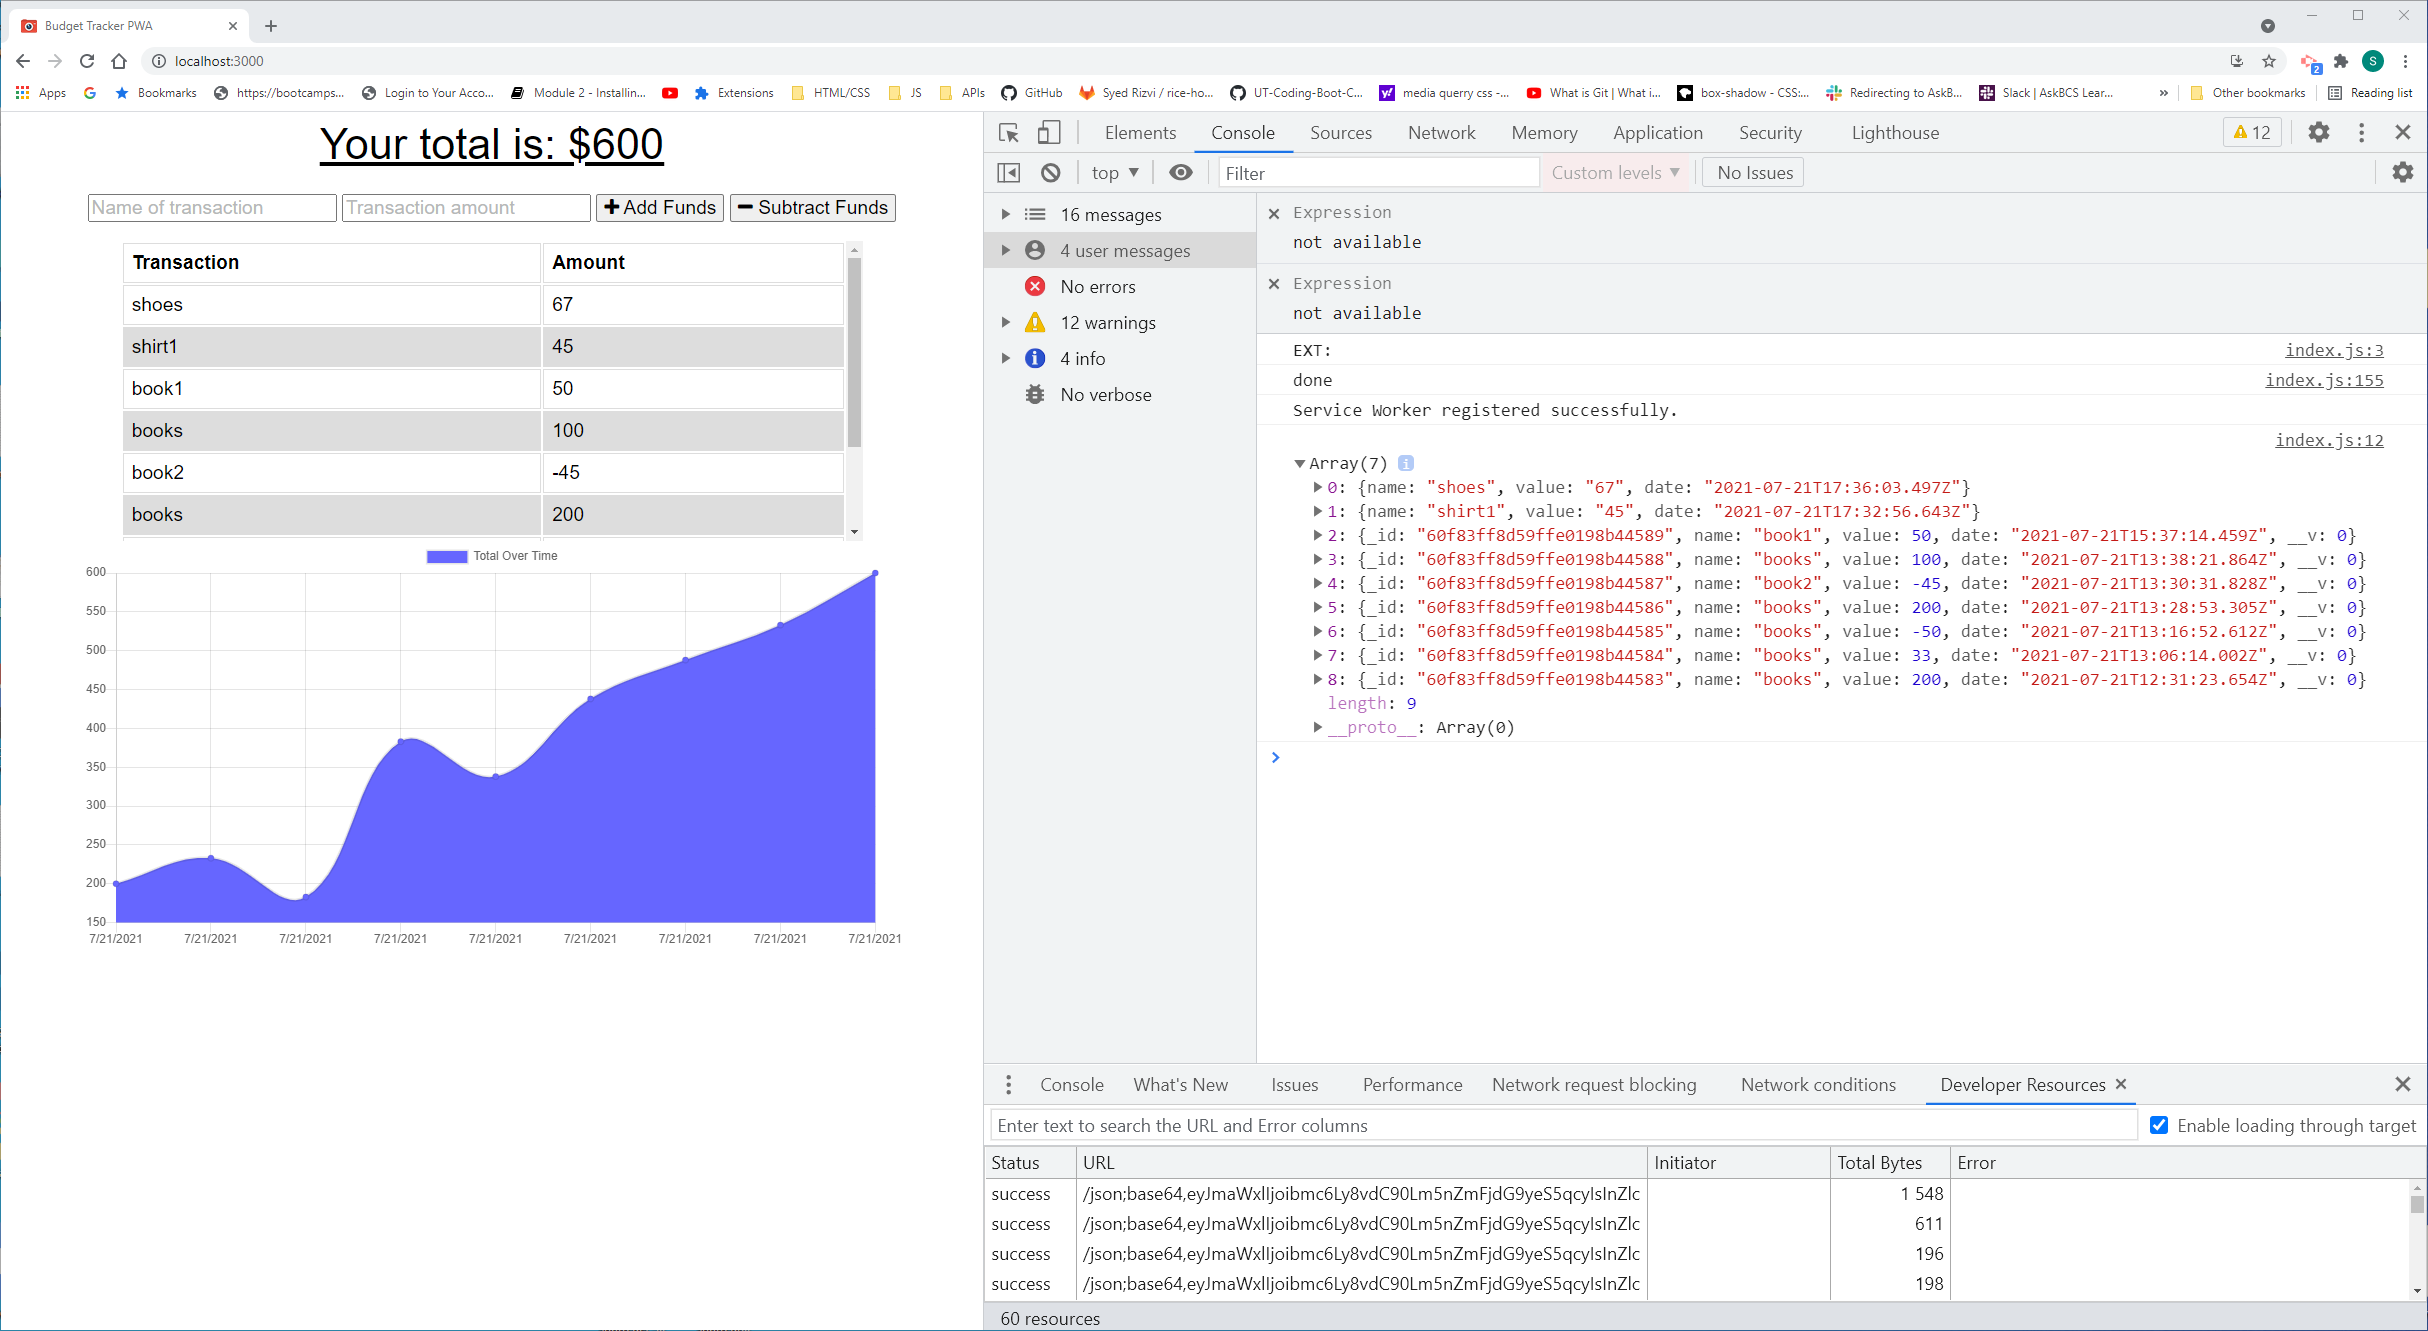 Budget Tracker PWA
localhost:3000
2
S
Apps
Bookmarks
https://bootcamps...
Login to Your Acco...
Module 2 - Installin...
Extensions
HTML/CSS
JS
APIs
GitHub
Syed Rizvi / rice-ho...
UT-Coding-Boot-C...
media querry css -...
What is Git | What i...
box-shadow - CSS:...
Redirecting to AskB...
Slack | AskBCS Lear...
»
Other bookmarks
Reading list
Your total is: $600
Name of transaction
Transaction amount
Add Funds
Subtract Funds
Transaction Amount
shoes 67
shirt1 45
book1 50
books 100
book2 -45
books 200
Total Over Time
600
550
500
450
400
350
300
250
200
150
7/21/2021 7/21/2021 7/21/2021 7/21/2021 7/21/2021 7/21/2021 7/21/2021 7/21/2021 7/21/2021
Elements Console Sources Network Memory Application Security Lighthouse
12
top
Filter
Custom levels
No Issues
16 messages
4 user messages
No errors
12 warnings
4 info
No verbose
Expression
not available
Expression
not available
EXT: index.js:3
done index.js:155
Service Worker registered successfully.
index.js:12
Array(7) i
0: {name: "shoes", value: "67", date: "2021-07-21T17:36:03.497Z"}
1: {name: "shirt1", value: "45", date: "2021-07-21T17:32:56.643Z"}
2: {_id: "60f83ff8d59ffe0198b44589", name: "book1", value: 50, date: "2021-07-21T15:37:14.459Z", __v: 0}
3: {_id: "60f83ff8d59ffe0198b44588", name: "books", value: 100, date: "2021-07-21T13:38:21.864Z", __v: 0}
4: {_id: "60f83ff8d59ffe0198b44587", name: "book2", value: -45, date: "2021-07-21T13:30:31.828Z", __v: 0}
5: {_id: "60f83ff8d59ffe0198b44586", name: "books", value: 200, date: "2021-07-21T13:28:53.305Z", __v: 0}
6: {_id: "60f83ff8d59ffe0198b44585", name: "books", value: -50, date: "2021-07-21T13:16:52.612Z", __v: 0}
7: {_id: "60f83ff8d59ffe0198b44584", name: "books", value: 33, date: "2021-07-21T13:06:14.002Z", __v: 0}
8: {_id: "60f83ff8d59ffe0198b44583", name: "books", value: 200, date: "2021-07-21T12:31:23.654Z", __v: 0}
length: 9
__proto__: Array(0)
Console What's New Issues Performance Network request blocking Network conditions Developer Resources
Enter text to search the URL and Error columns
Enable loading through target
Status URL Initiator Total Bytes Error
success /json;base64,eyJmaWxlIjoibmc6Ly8vdC90Lm5nZmFjdG9yeS5qcyIsInZlc 1 548
success /json;base64,eyJmaWxlIjoibmc6Ly8vdC90Lm5nZmFjdG9yeS5qcyIsInZlc 611
success /json;base64,eyJmaWxlIjoibmc6Ly8vdC90Lm5nZmFjdG9yeS5qcyIsInZlc 196
success /json;base64,eyJmaWxlIjoibmc6Ly8vdC90Lm5nZmFjdG9yeS5qcyIsInZlc 198
60 resources